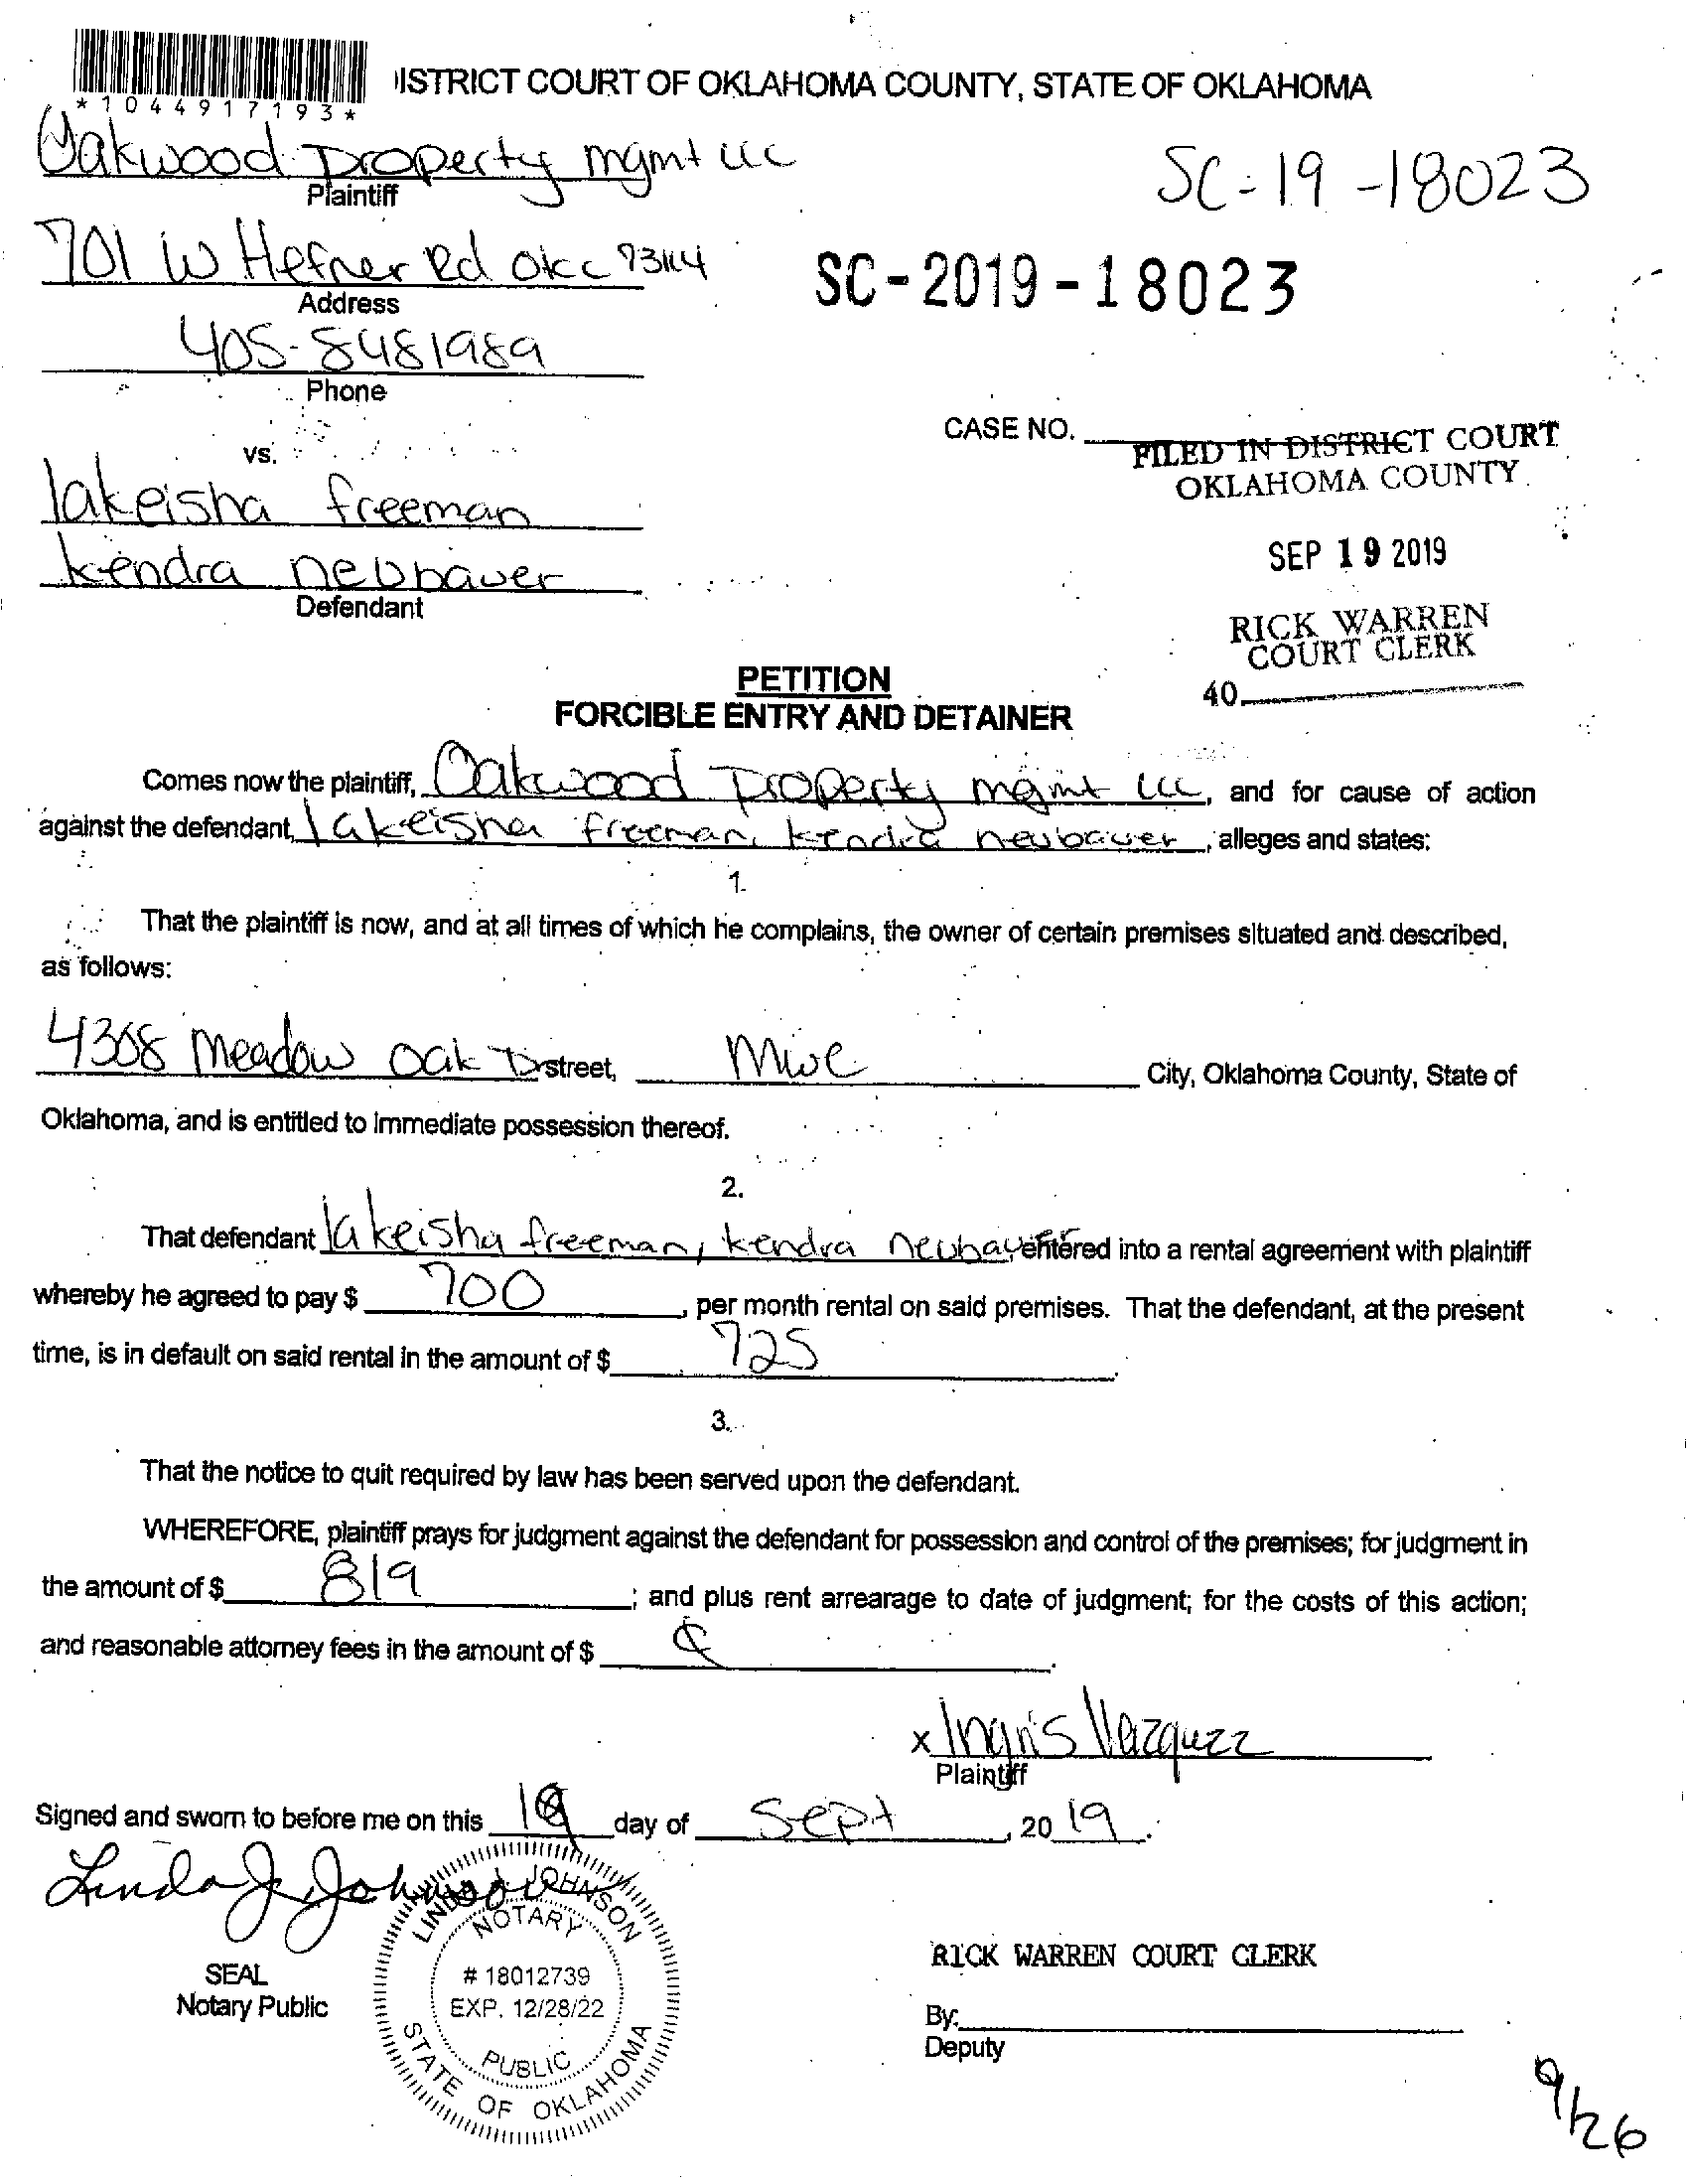 *1044917193*
ISTRICT COURT OF OKLAHOMA COUNTY, STATE OF OKLAHOMA
Oakwood Property mgmt LLC
Plaintiff
SC-19-18023
701 W Hefner Rd OKC 73114
Address
SC-2019-18023
405-8481989
Phone
CASE NO.
FILED IN DISTRICT COURT
OKLAHOMA COUNTY
vs.
lakeisha freeman
kendra neubauer
Defendant
SEP 19 2019
RICK WARREN
COURT CLERK
40
PETITION
FORCIBLE ENTRY AND DETAINER
Comes now the plaintiff, Oakwood Property mgmt LLC, and for cause of action
against the defendant, lakeisha freeman, kendra neubauer, alleges and states:
1.
That the plaintiff is now, and at all times of which he complains, the owner of certain premises situated and described,
as follows:
4308 Meadow Oak Dr street, MWC City, Oklahoma County, State of
Oklahoma, and is entitled to immediate possession thereof.
2.
That defendant lakeisha freeman, kendra neubauer entered into a rental agreement with plaintiff
whereby he agreed to pay $ 700, per month rental on said premises. That the defendant, at the present
time, is in default on said rental in the amount of $ 725.
3.
That the notice to quit required by law has been served upon the defendant.
WHEREFORE, plaintiff prays for judgment against the defendant for possession and control of the premises; for judgment in
the amount of $ 819; and plus rent arrearage to date of judgment; for the costs of this action;
and reasonable attorney fees in the amount of $
x Ingris Vazquez
Plaintiff
Signed and sworn to before me on this 19 day of Sept, 2019.
Linda J. Johnson
LINDA J. JOHNSON
NOTARY
# 18012739
EXP. 12/28/22
PUBLIC
STATE OF OKLAHOMA
SEAL
Notary Public
RICK WARREN COURT CLERK
By:
Deputy
9/26